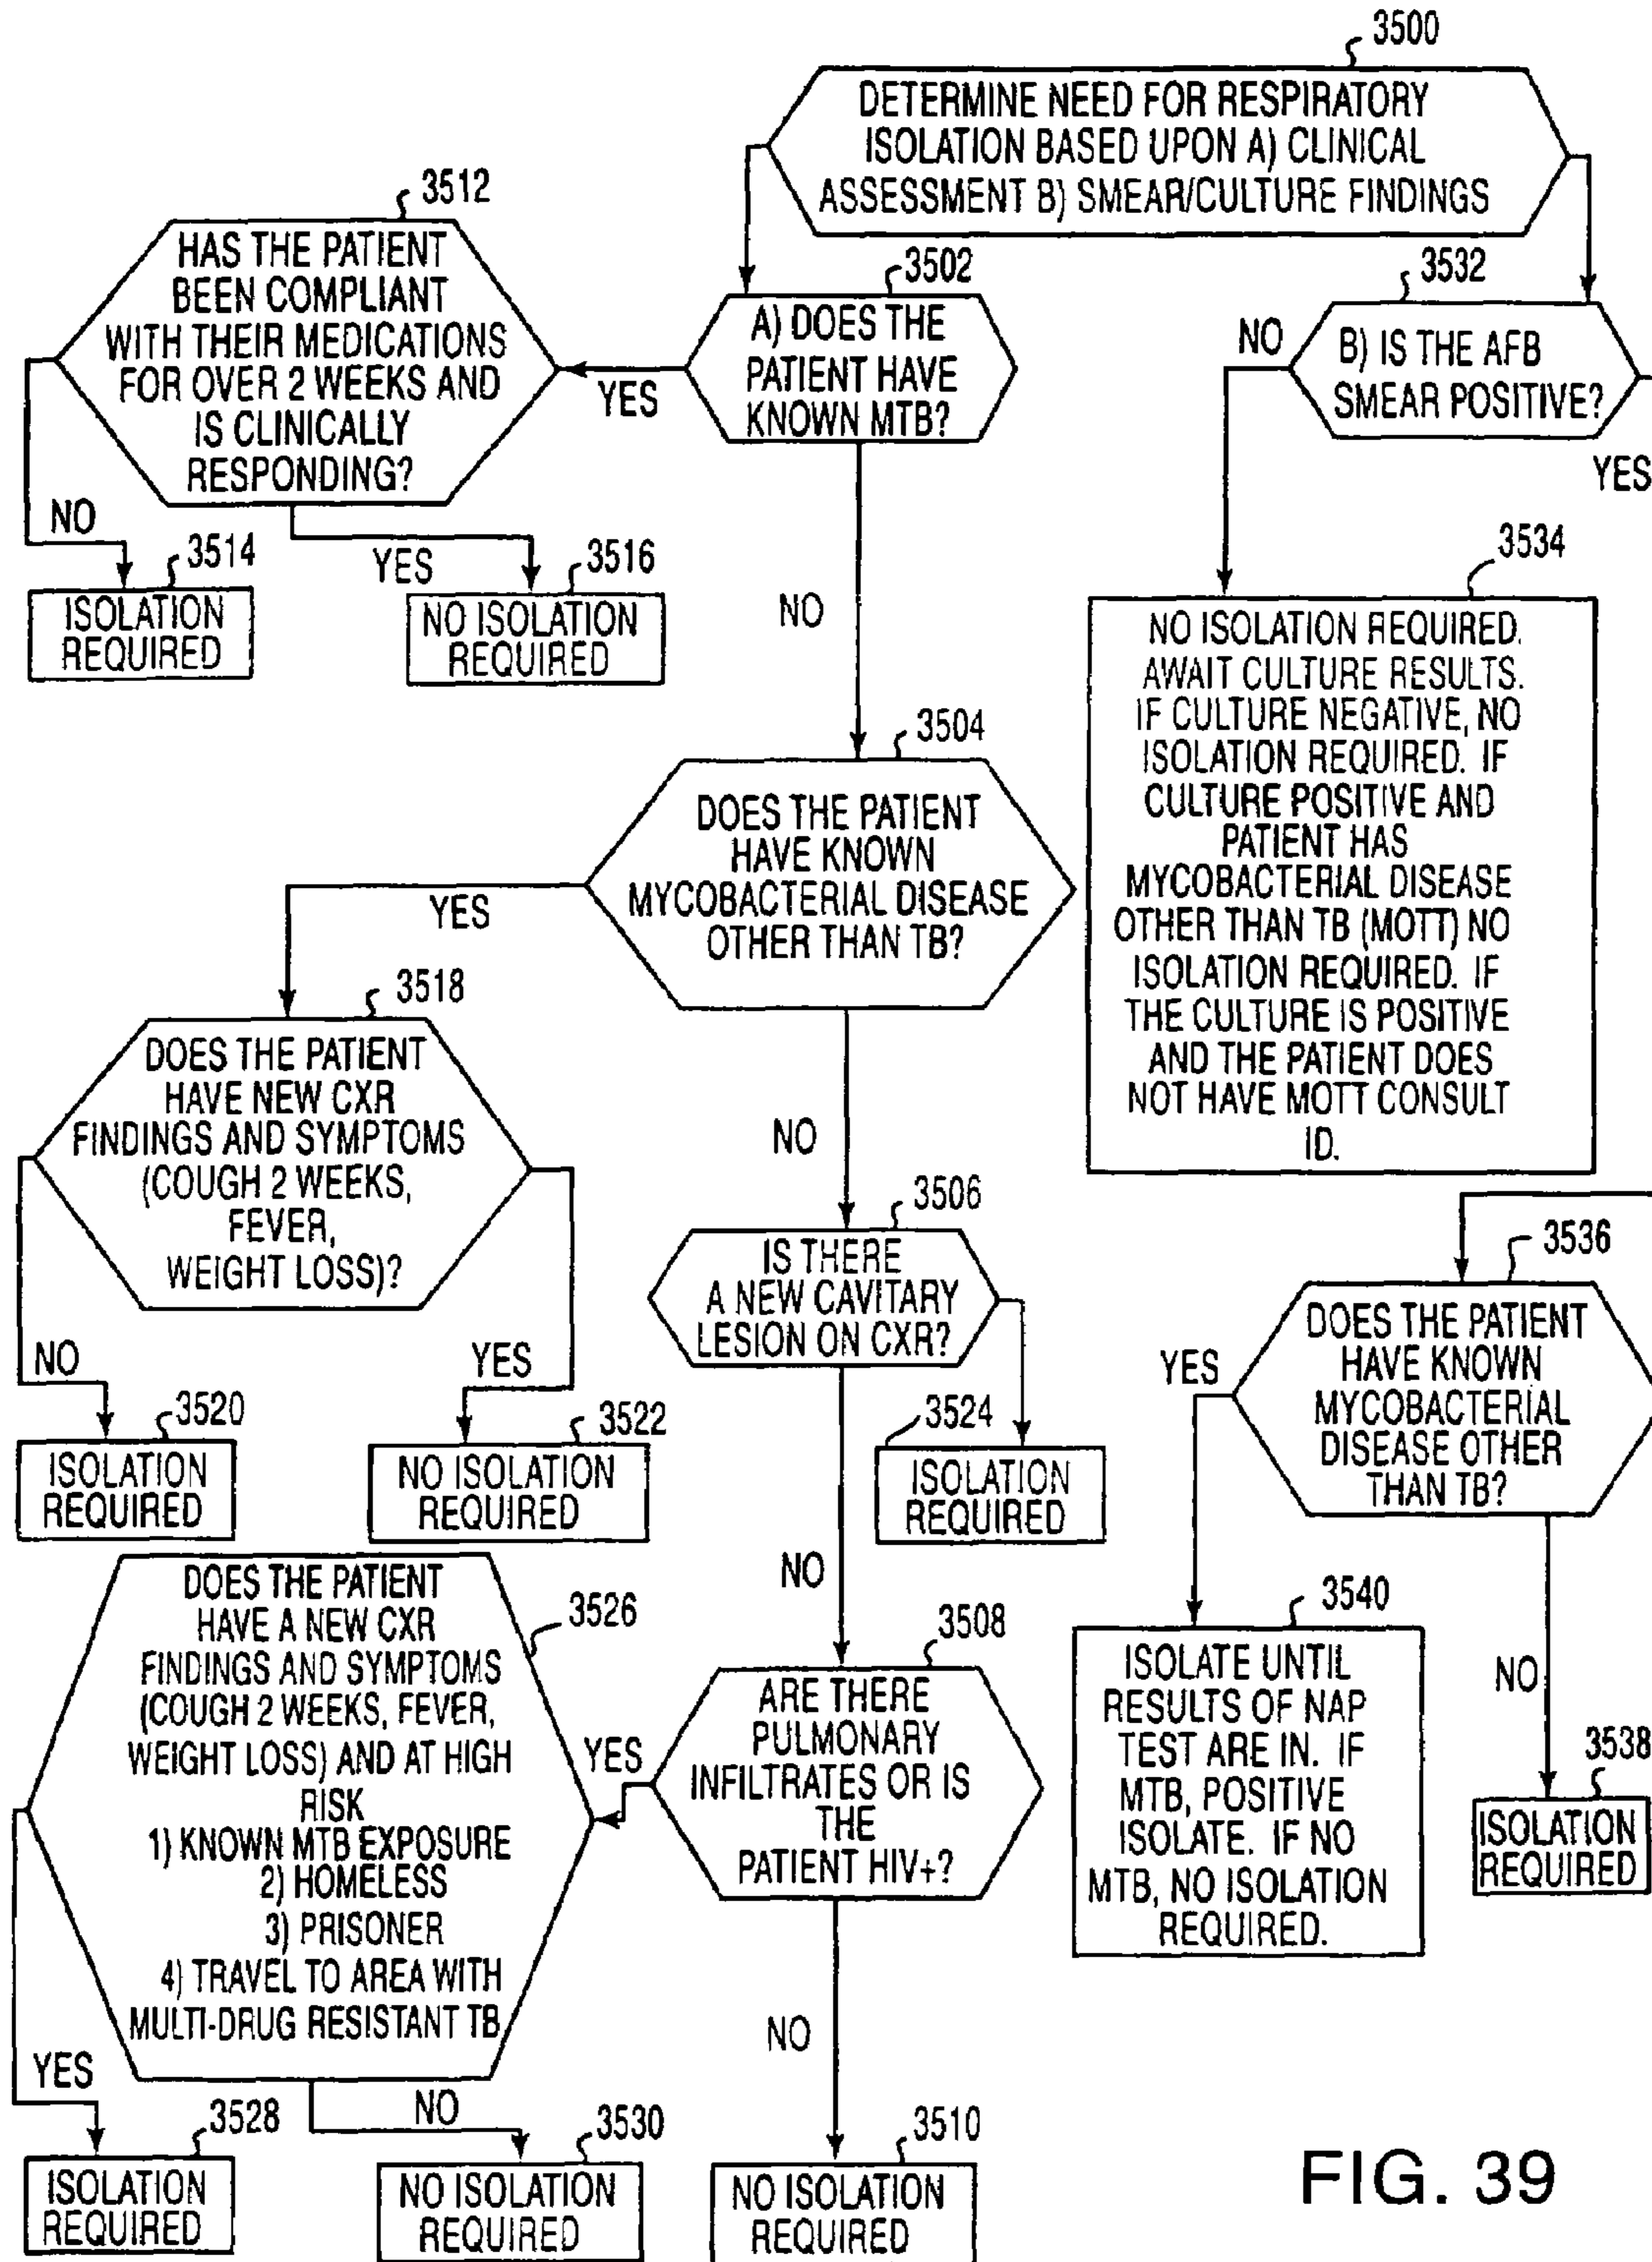 3500
DETERMINE NEED FOR RESPIRATORY
ISOLATION BASED UPON A) CLINICAL
ASSESSMENT B) SMEAR/CULTURE FINDINGS
3512
HAS THE PATIENT
BEEN COMPLIANT
WITH THEIR MEDICATIONS
FOR OVER 2 WEEKS AND
IS CLINICALLY
RESPONDING?
NO
YES
3514
ISOLATION
REQUIRED
3516
NO ISOLATION
REQUIRED
3502
A) DOES THE
PATIENT HAVE
KNOWN MTB?
YES
NO
3532
B) IS THE AFB
SMEAR POSITIVE?
NO
YES
3534
NO ISOLATION REQUIRED.
AWAIT CULTURE RESULTS.
IF CULTURE NEGATIVE, NO
ISOLATION REQUIRED. IF
CULTURE POSITIVE AND
PATIENT HAS
MYCOBACTERIAL DISEASE
OTHER THAN TB (MOTT) NO
ISOLATION REQUIRED. IF
THE CULTURE IS POSITIVE
AND THE PATIENT DOES
NOT HAVE MOTT CONSULT
ID.
3504
DOES THE PATIENT
HAVE KNOWN
MYCOBACTERIAL DISEASE
OTHER THAN TB?
YES
NO
3518
DOES THE PATIENT
HAVE NEW CXR
FINDINGS AND SYMPTOMS
(COUGH 2 WEEKS,
FEVER,
WEIGHT LOSS)?
NO
YES
3520
ISOLATION
REQUIRED
3522
NO ISOLATION
REQUIRED
3506
IS THERE
A NEW CAVITARY
LESION ON CXR?
3524
ISOLATION
REQUIRED
NO
3536
DOES THE PATIENT
HAVE KNOWN
MYCOBACTERIAL
DISEASE OTHER
THAN TB?
YES
NO
3540
ISOLATE UNTIL
RESULTS OF NAP
TEST ARE IN. IF
MTB, POSITIVE
ISOLATE. IF NO
MTB, NO ISOLATION
REQUIRED.
3538
ISOLATION
REQUIRED
3526
DOES THE PATIENT
HAVE A NEW CXR
FINDINGS AND SYMPTOMS
(COUGH 2 WEEKS, FEVER,
WEIGHT LOSS) AND AT HIGH
RISK
1) KNOWN MTB EXPOSURE
2) HOMELESS
3) PRISONER
4) TRAVEL TO AREA WITH
MULTI-DRUG RESISTANT TB
YES
NO
3508
ARE THERE
PULMONARY
INFILTRATES OR IS
THE
PATIENT HIV+?
YES
NO
3528
ISOLATION
REQUIRED
3530
NO ISOLATION
REQUIRED
3510
NO ISOLATION
REQUIRED
FIG. 39